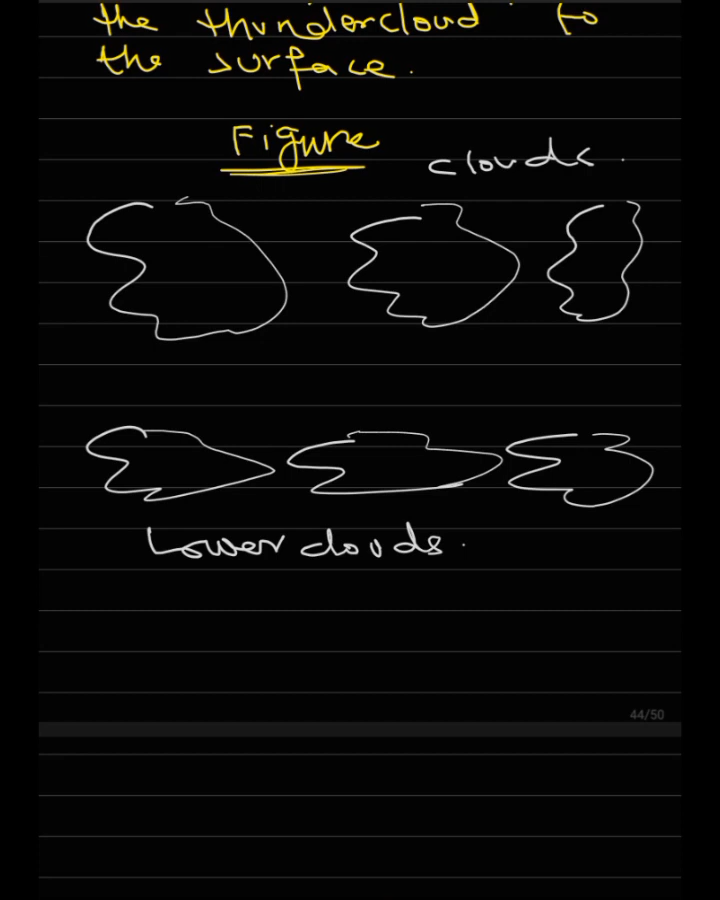 the thundercloud to
the surface.
Figure
clouds.
Lower clouds.
44/50